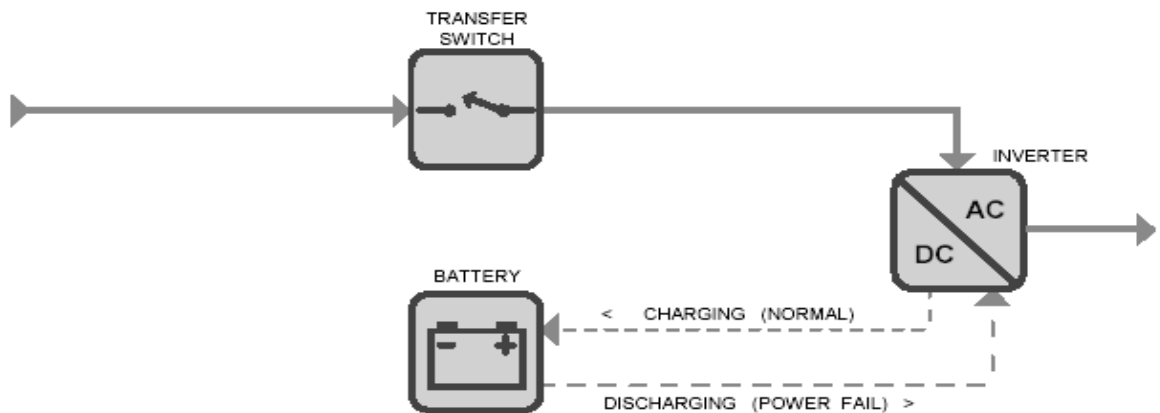 TRANSFER
SWITCH
INVERTER
AC
DC
BATTERY
< CHARGING (NORMAL)
DISCHARGING (POWER FAIL) >